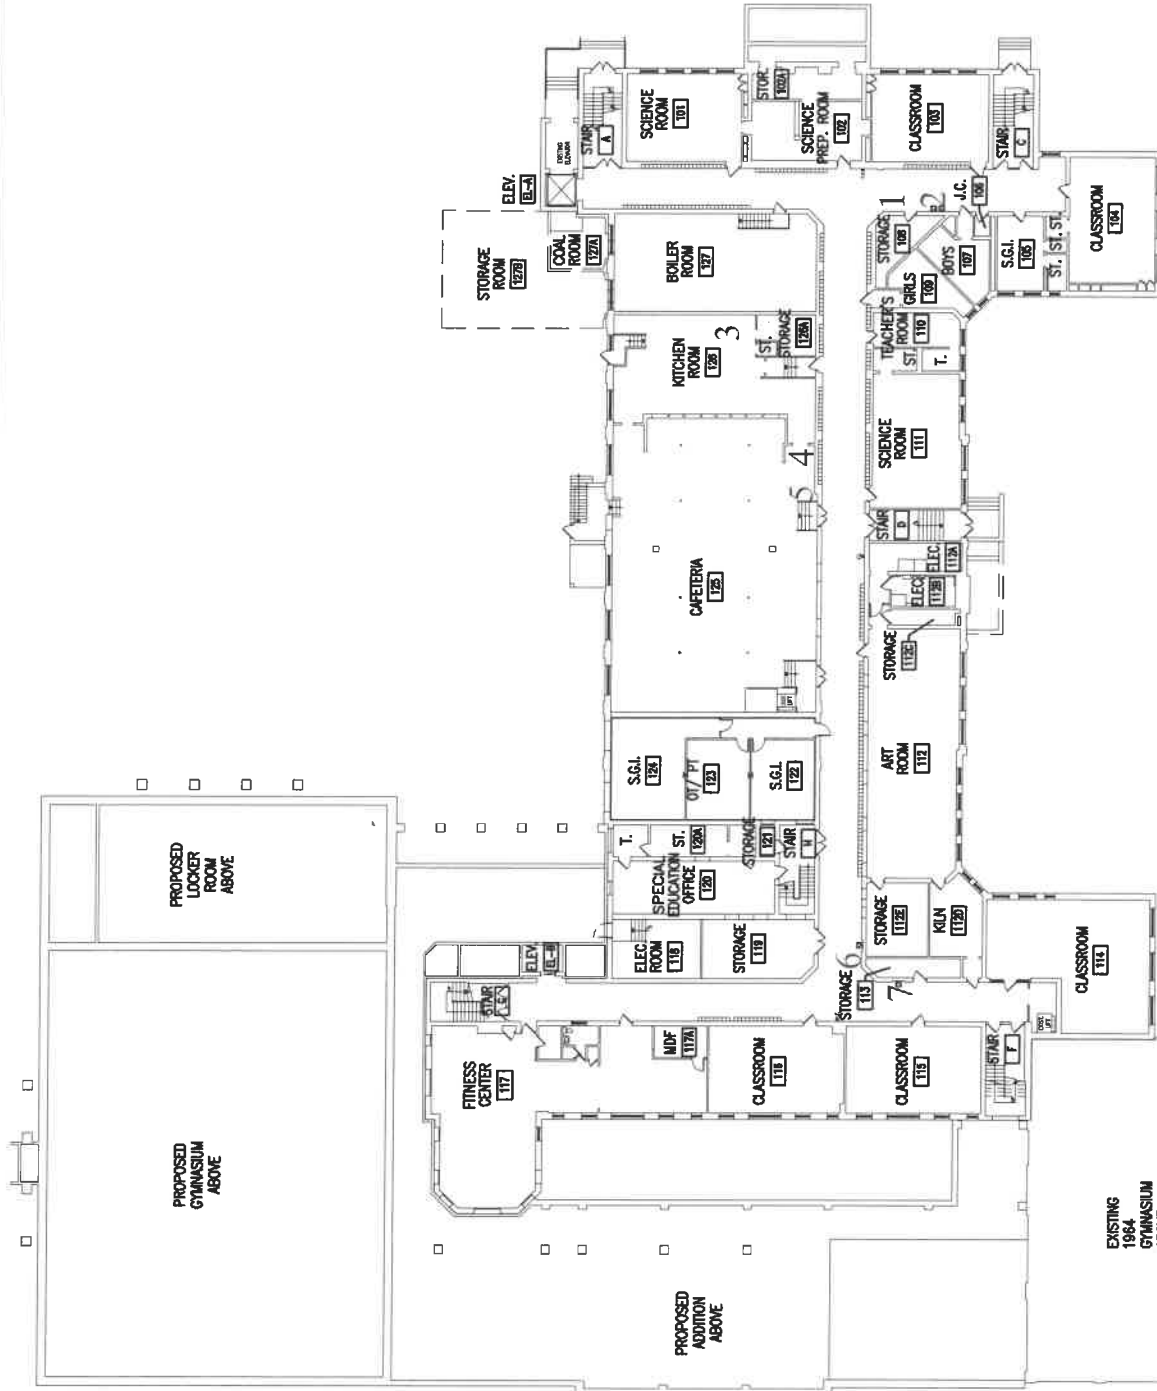 STOR.
102A
SCIENCE
ROOM
101
SCIENCE
PREP. ROOM
102
CLASSROOM
103
STAIR
A
EXISTING
ELEVATOR
STAIR
C
ELEV.
EL-A
J.C.
106
1
2
STORAGE
ROOM
127B
COAL
ROOM
127A
BOILER
ROOM
127
STORAGE
108
BOYS
107
GIRLS
109
S.G.I.
105
ST.
ST.
ST.
CLASSROOM
104
KITCHEN
ROOM
126
3
ST.
STORAGE
126A
TEACHER'S
ROOM
110
ST.
T.
SCIENCE
ROOM
111
4
5
STAIR
D
CAFETERIA
125
ELEC.
112A
ELEC.
112B
STORAGE
112C
ART
ROOM
112
S.G.I.
124
OT/ PT
123
S.G.I.
122
PROPOSED
LOCKER
ROOM
ABOVE
T.
ST.
120A
STORAGE
121
STAIR
H
SPECIAL
EDUCATION
OFFICE
120
STORAGE
112E
KILN
112D
ELEV.
EL-B
ELEC.
ROOM
118
STORAGE
119
6
STORAGE
113
7
CLASSROOM
114
STAIR
G
FITNESS
CENTER
117
MDF
117A
CLASSROOM
116
CLASSROOM
115
STAIR
F
PROPOSED
GYMNASIUM
ABOVE
PROPOSED
ADDITION
ABOVE
EXISTING
1964
GYMNASIUM